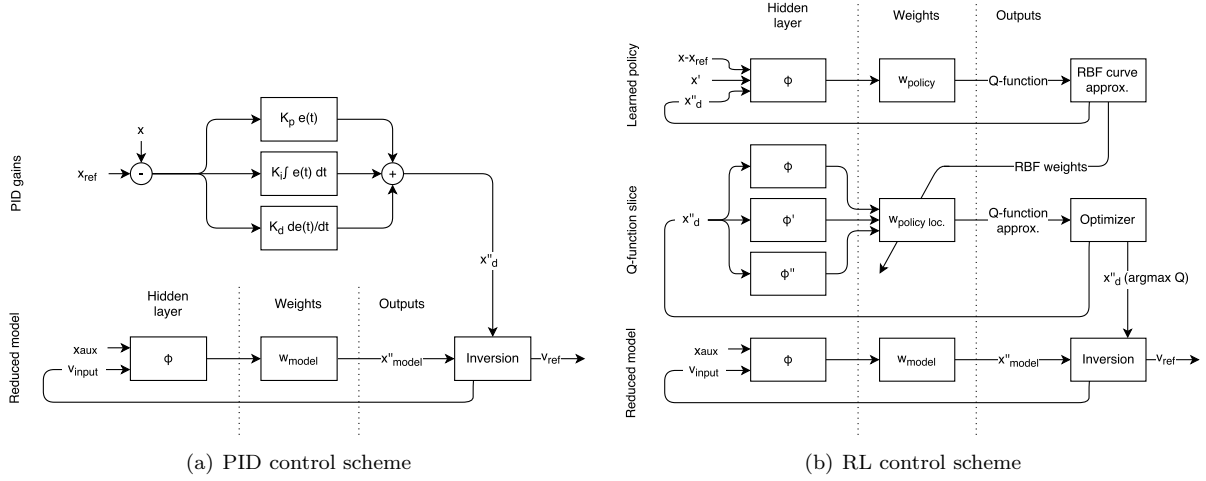 PID gains
x
x_ref
-
K_p e(t)
K_i∫ e(t) dt
K_d de(t)/dt
+
x"_d
Reduced model
Hidden
layer
Weights
Outputs
x_aux
v_input
ϕ
w_model
x"_model
Inversion
v_ref
(a) PID control scheme
Hidden
layer
Weights
Outputs
Learned policy
x-x_ref
x'
x"_d
ϕ
w_policy
Q-function
RBF curve
approx.
RBF weights
Q-function slice
x"_d
ϕ
ϕ'
ϕ"
w_policy loc.
Q-function
approx.
Optimizer
x"_d (argmax Q)
Reduced model
x_aux
v_input
ϕ
w_model
x"_model
Inversion
v_ref
(b) RL control scheme